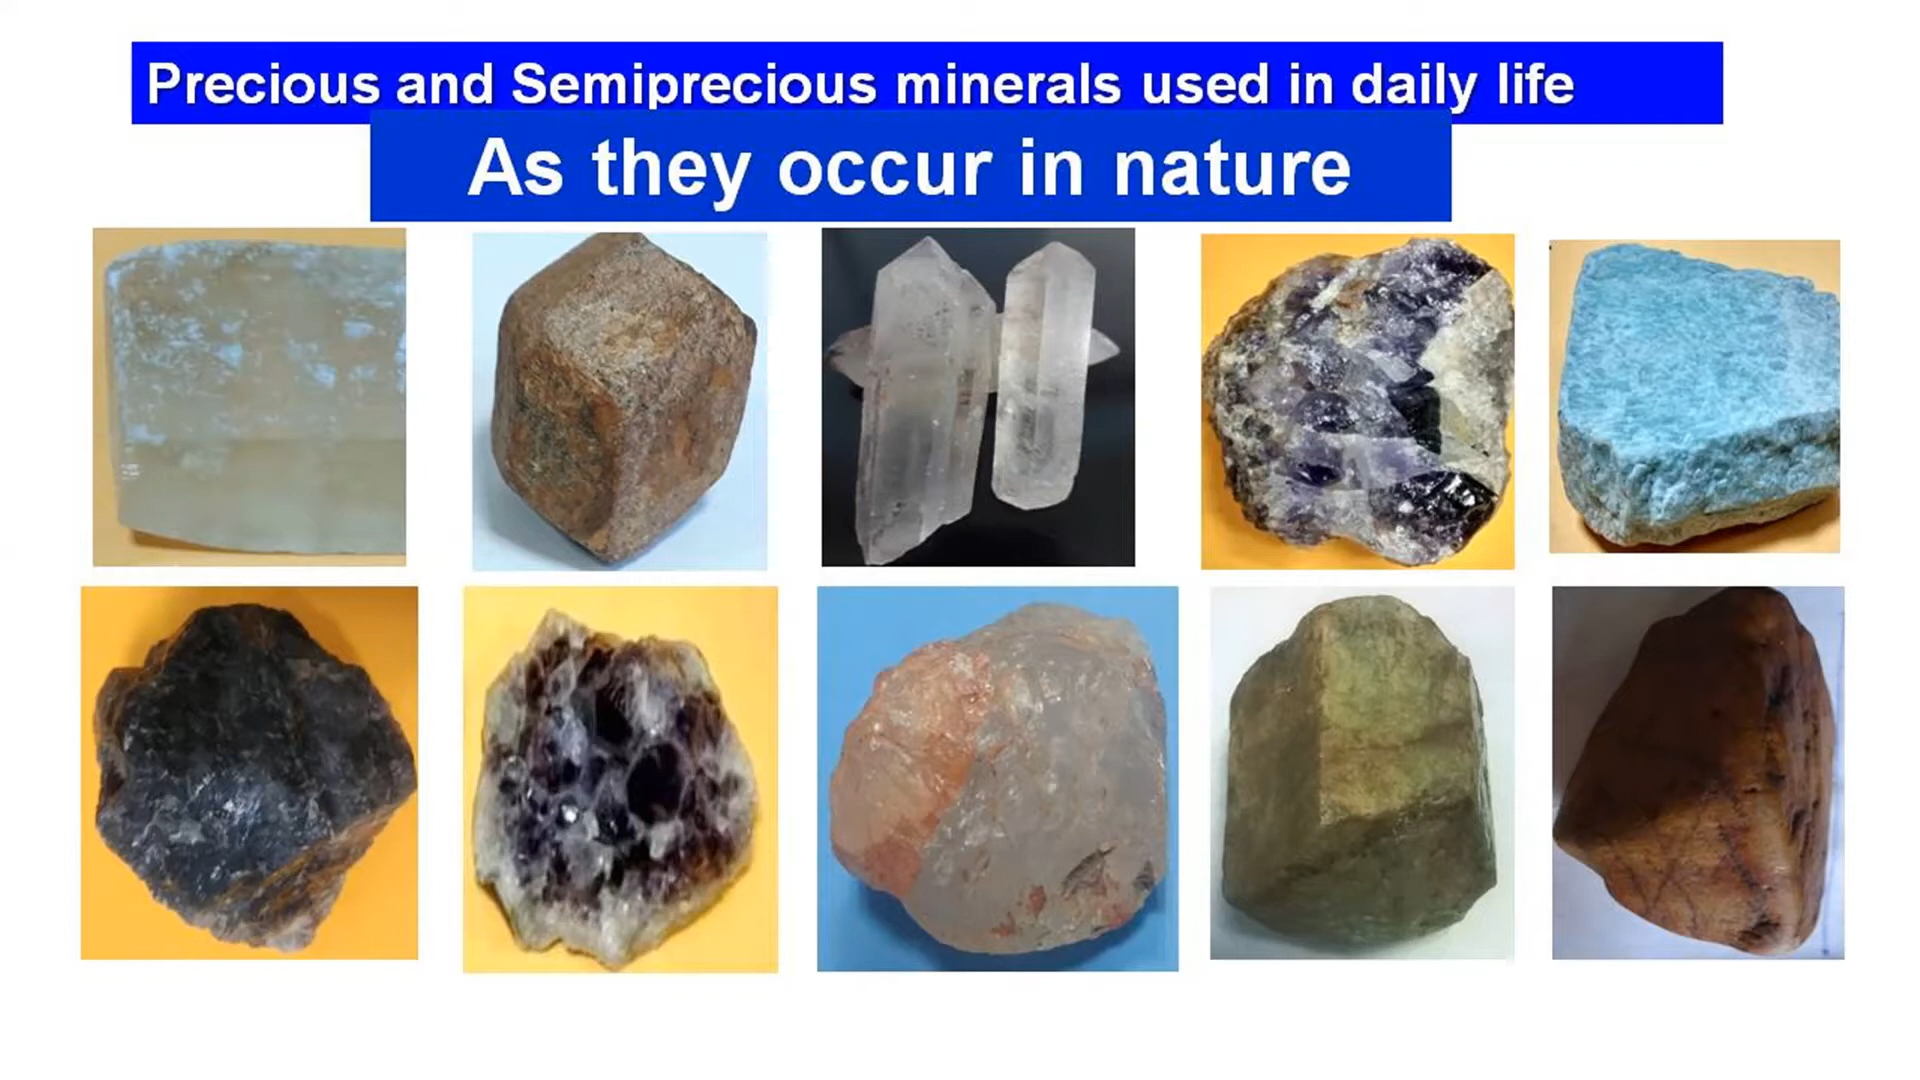 Precious and Semiprecious minerals used in daily life
As they occur in nature